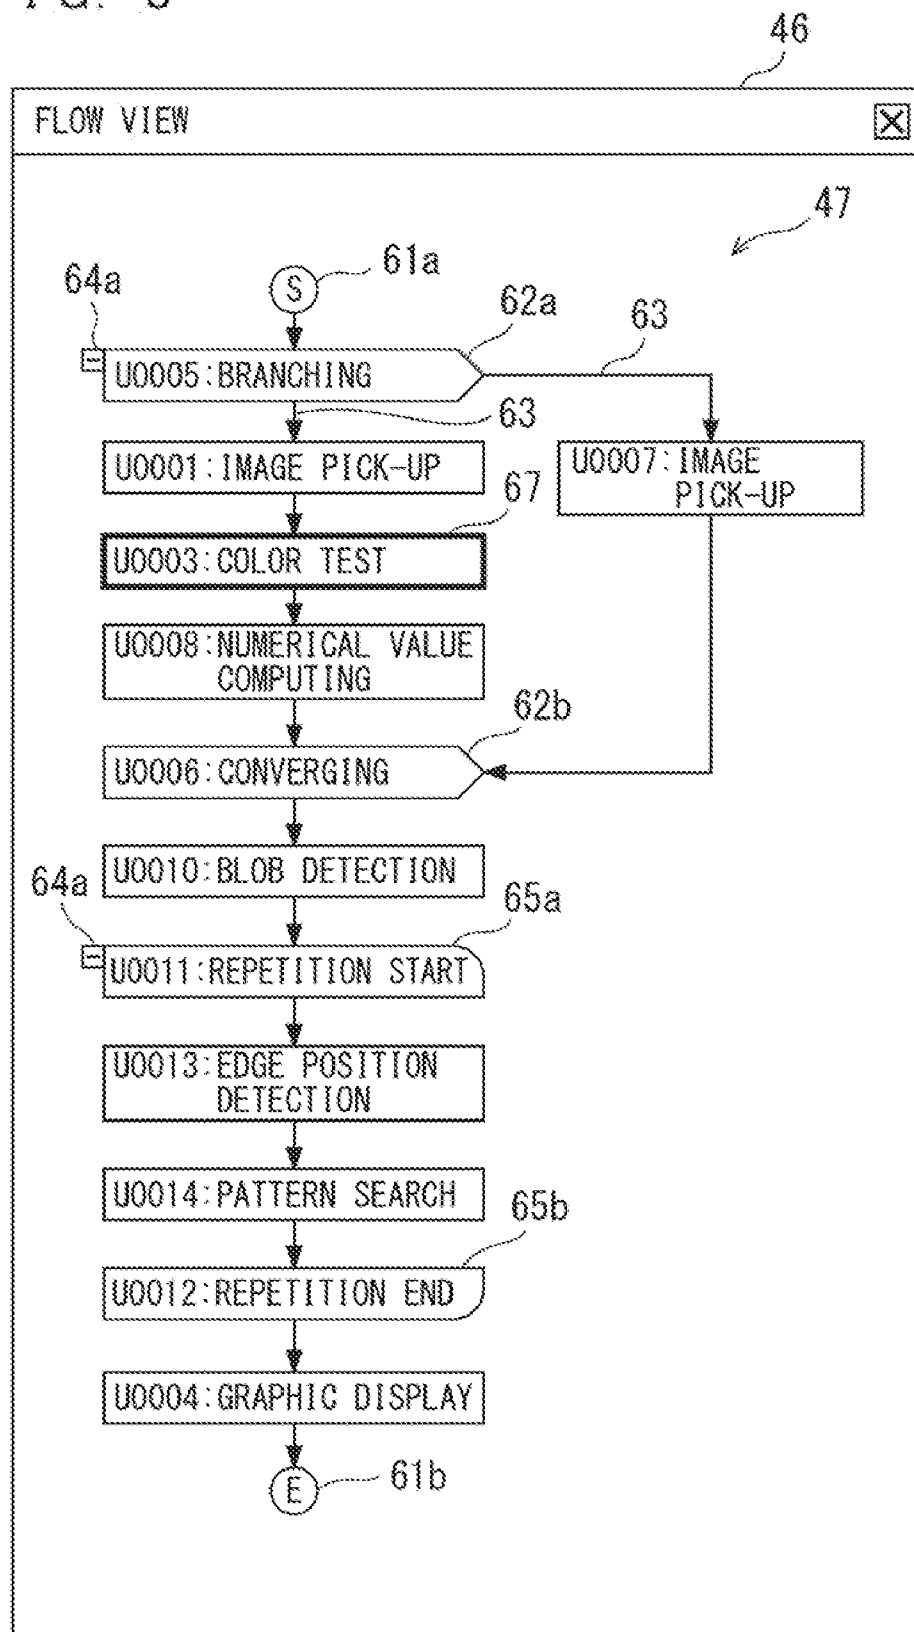 46
FLOW VIEW
47
61a
64a
S
62a
63
U0005:BRANCHING
63
U0001:IMAGE PICK-UP
U0007:IMAGE
PICK-UP
67
U0003:COLOR TEST
U0008:NUMERICAL VALUE
COMPUTING
62b
U0006:CONVERGING
U0010:BLOB DETECTION
64a
65a
U0011:REPETITION START
U0013:EDGE POSITION
DETECTION
U0014:PATTERN SEARCH
65b
U0012:REPETITION END
U0004:GRAPHIC DISPLAY
E
61b